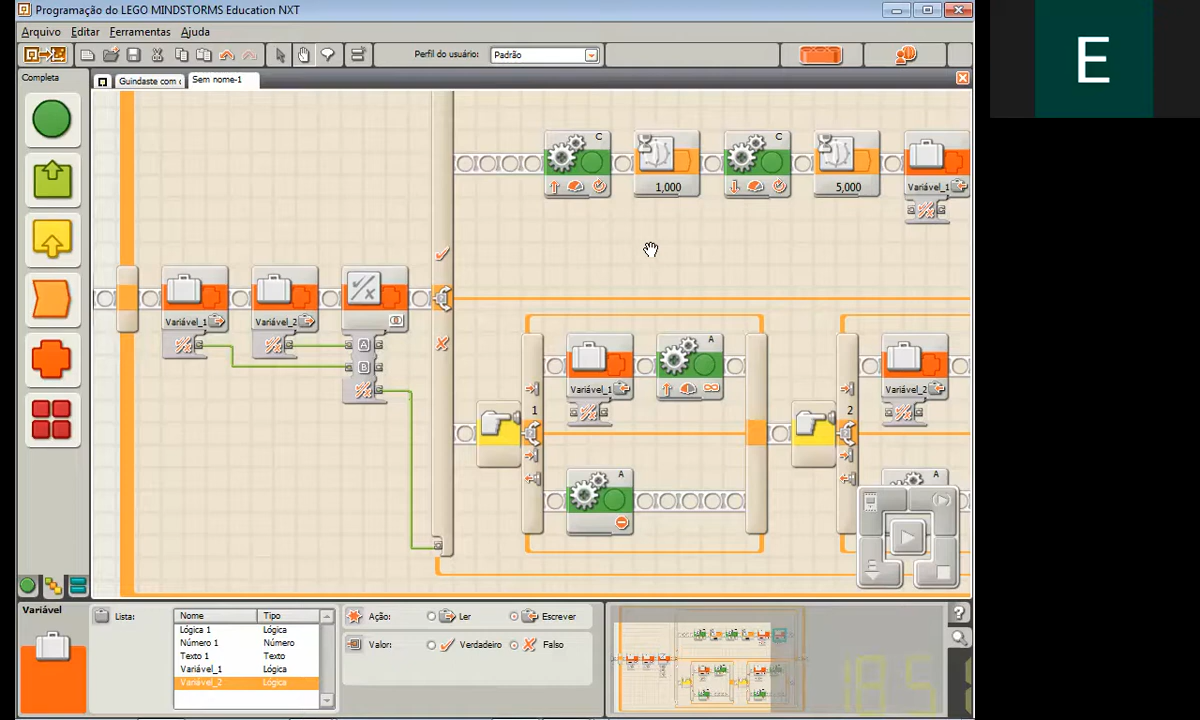 Programação do LEGO MINDSTORMS Education NXT
Arquivo Editar Ferramentas Ajuda
Perfil do usuário: Padrão
E
Completa
Guindaste com
Sem nome-1
C
C
1,000
5,000
Variável_1
Variável_1
Variável_2
A
B
A
1
Variável_1
2
Variável_2
A
A
Variável
Lista:
Nome Tipo
Lógica 1 Lógica
Número 1 Número
Texto 1 Texto
Variável_1 Lógica
Variável_2 Lógica
Ação: Ler Escrever
Valor: Verdadeiro Falso
?